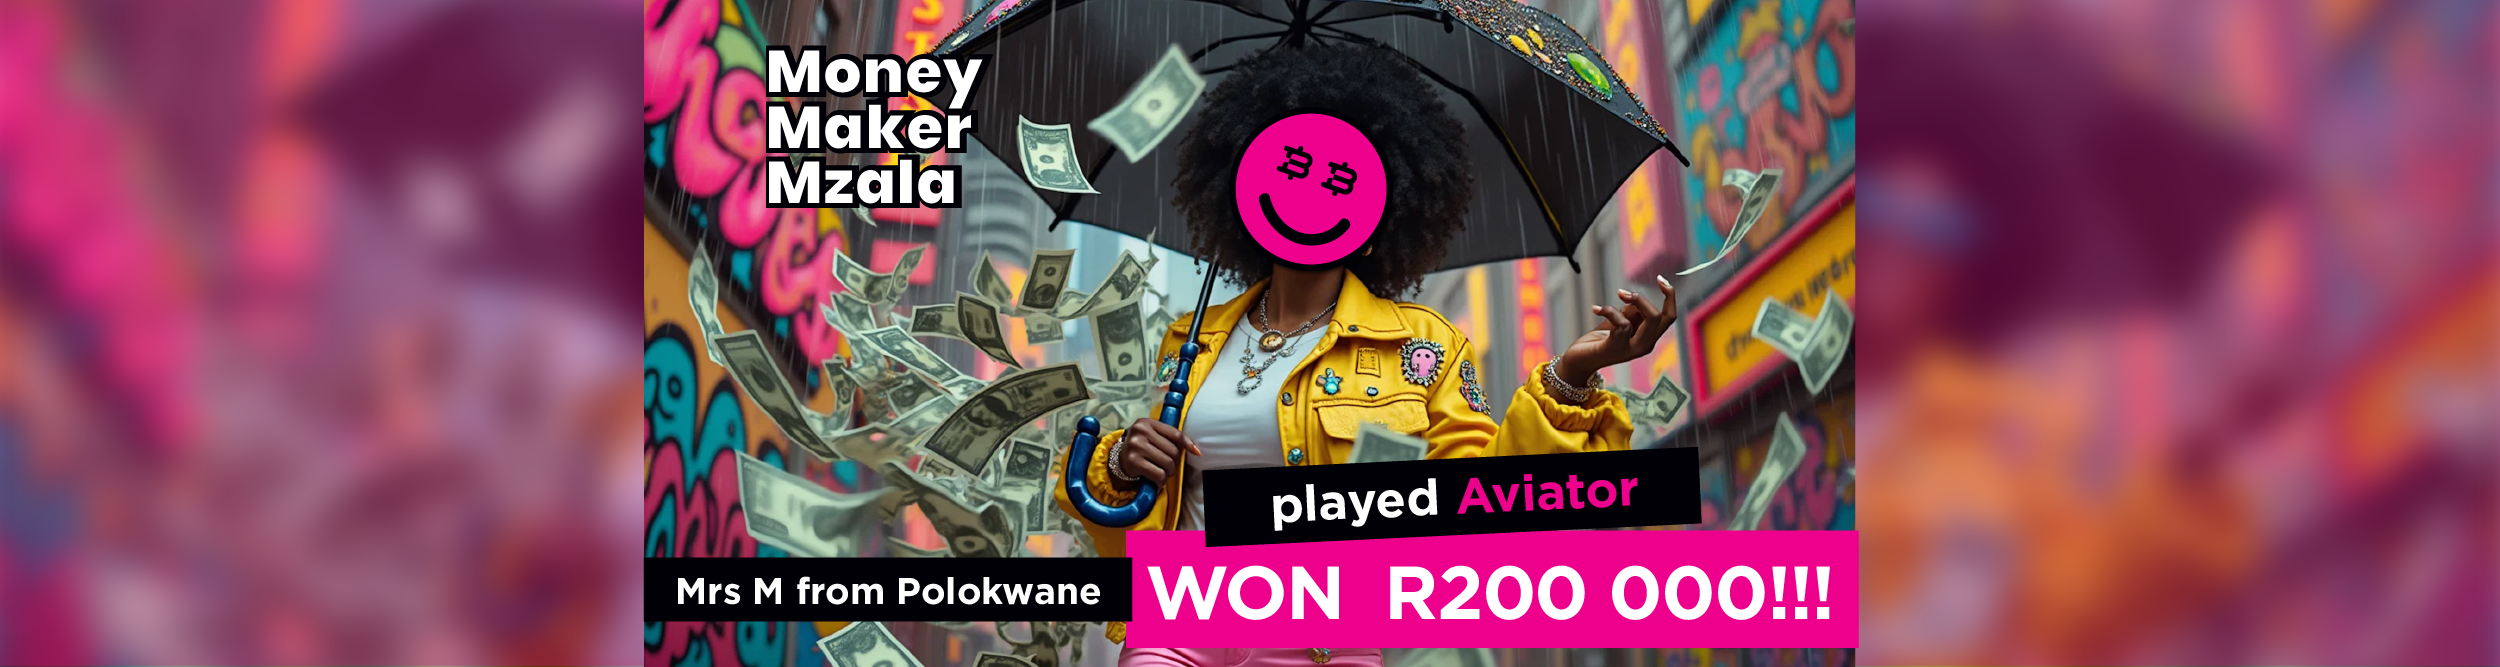 Money
Maker
Mzala
played Aviator
Mrs M from Polokwane
WON R200 000!!!